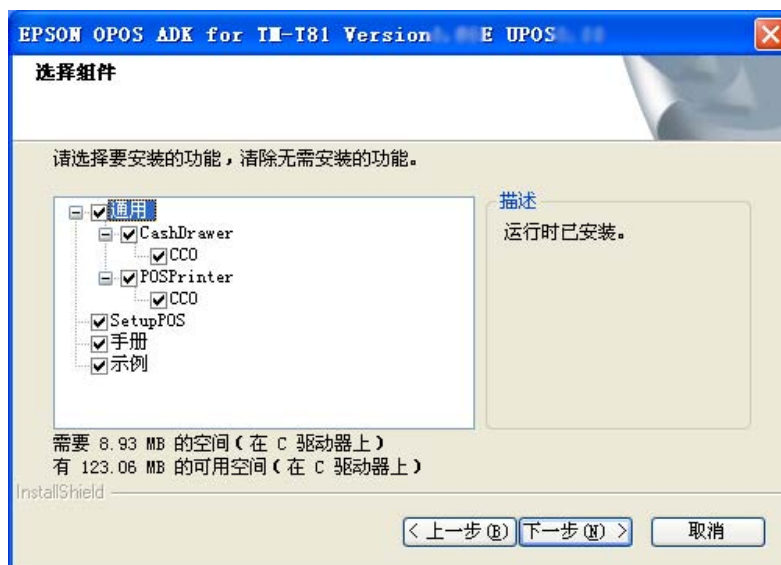 EPSON OPOS ADK for TM-T81 Version E UPOS
选择组件
请选择要安装的功能，清除无需安装的功能。
通用
CashDrawer
CCO
POSPrinter
CCO
SetupPOS
手册
示例
描述
运行时已安装。
需要 8.93 MB 的空间(在 C 驱动器上)
有 123.06 MB 的可用空间(在 C 驱动器上)
InstallShield
< 上一步(B) 下一步(N) > 取消